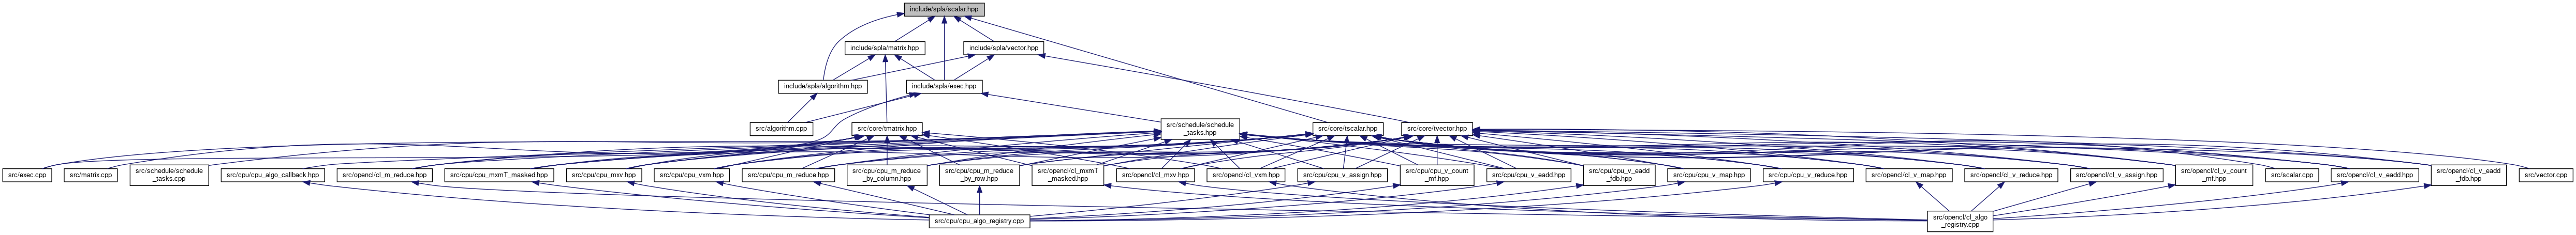 include/spla/scalar.hpp
include/spla/matrix.hpp
include/spla/vector.hpp
include/spla/algorithm.hpp
include/spla/exec.hpp
src/algorithm.cpp
src/core/tmatrix.hpp
src/schedule/schedule
_tasks.hpp
src/core/tscalar.hpp
src/core/tvector.hpp
src/exec.cpp
src/matrix.cpp
src/schedule/schedule
_tasks.cpp
src/cpu/cpu_algo_callback.hpp
src/opencl/cl_m_reduce.hpp
src/cpu/cpu_mxmT_masked.hpp
src/cpu/cpu_mxv.hpp
src/cpu/cpu_vxm.hpp
src/cpu/cpu_m_reduce.hpp
src/cpu/cpu_m_reduce
_by_column.hpp
src/cpu/cpu_m_reduce
_by_row.hpp
src/opencl/cl_mxmT
_masked.hpp
src/opencl/cl_mxv.hpp
src/opencl/cl_vxm.hpp
src/cpu/cpu_v_assign.hpp
src/cpu/cpu_v_count
_mf.hpp
src/cpu/cpu_v_eadd.hpp
src/cpu/cpu_v_eadd
_fdb.hpp
src/cpu/cpu_v_map.hpp
src/cpu/cpu_v_reduce.hpp
src/opencl/cl_v_map.hpp
src/opencl/cl_v_reduce.hpp
src/opencl/cl_v_assign.hpp
src/opencl/cl_v_count
_mf.hpp
src/scalar.cpp
src/opencl/cl_v_eadd.hpp
src/opencl/cl_v_eadd
_fdb.hpp
src/vector.cpp
src/cpu/cpu_algo_registry.cpp
src/opencl/cl_algo
_registry.cpp